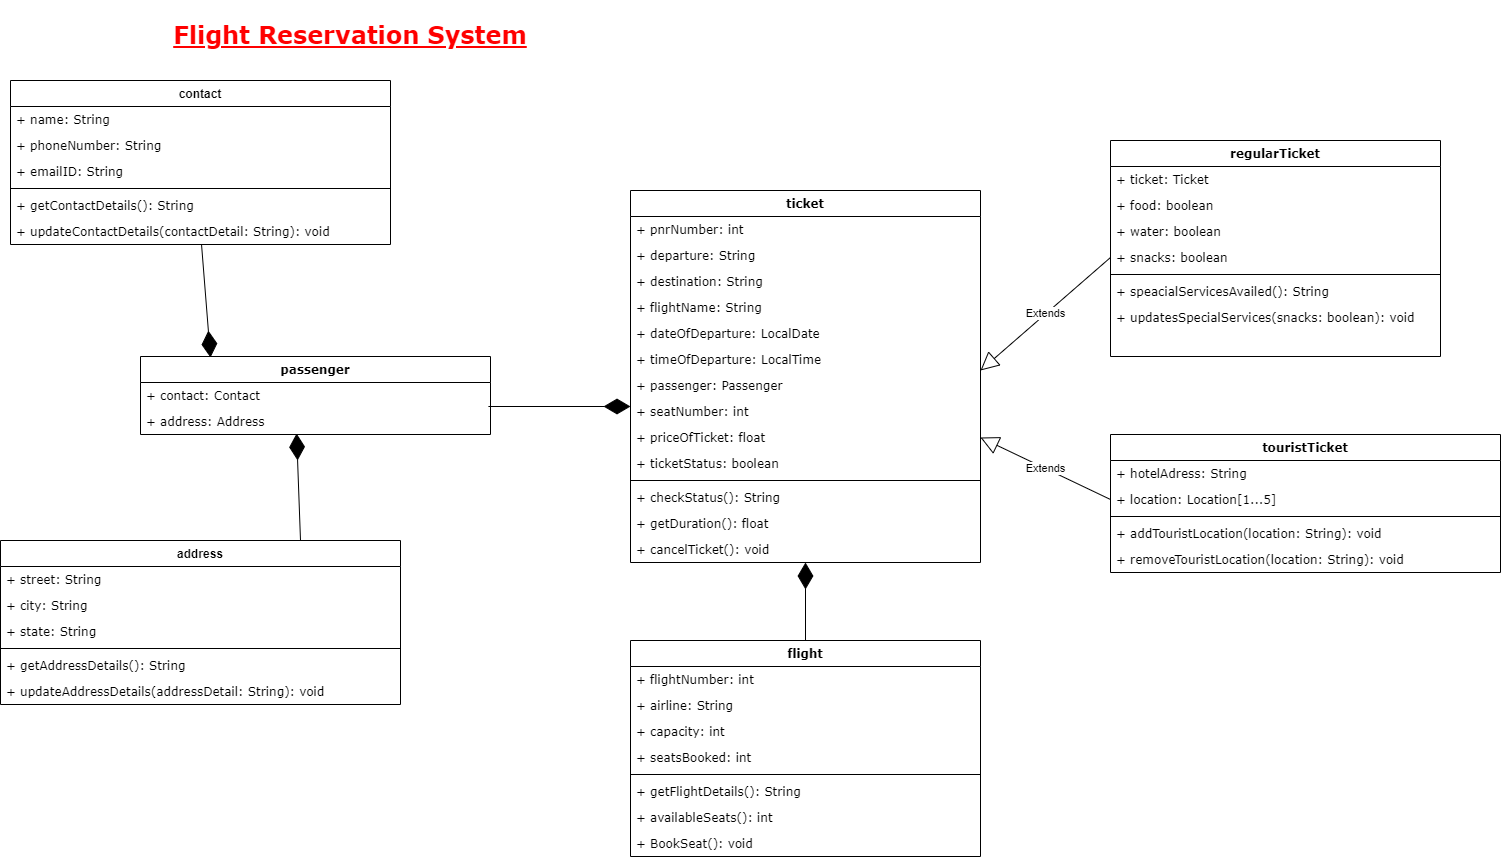 Flight Reservation System
contact
+ name: String
+ phoneNumber: String
+ emailID: String
+ getContactDetails(): String
+ updateContactDetails(contactDetail: String): void
passenger
+ contact: Contact
+ address: Address
address
+ street: String
+ city: String
+ state: String
+ getAddressDetails(): String
+ updateAddressDetails(addressDetail: String): void
ticket
+ pnrNumber: int
+ departure: String
+ destination: String
+ flightName: String
+ dateOfDeparture: LocalDate
+ timeOfDeparture: LocalTime
+ passenger: Passenger
+ seatNumber: int
+ priceOfTicket: float
+ ticketStatus: boolean
+ checkStatus(): String
+ getDuration(): float
+ cancelTicket(): void
flight
+ flightNumber: int
+ airline: String
+ capacity: int
+ seatsBooked: int
+ getFlightDetails(): String
+ availableSeats(): int
+ BookSeat(): void
Extends
Extends
regularTicket
+ ticket: Ticket
+ food: boolean
+ water: boolean
+ snacks: boolean
+ speacialServicesAvailed(): String
+ updatesSpecialServices(snacks: boolean): void
touristTicket
+ hotelAdress: String
+ location: Location[1...5]
+ addTouristLocation(location: String): void
+ removeTouristLocation(location: String): void